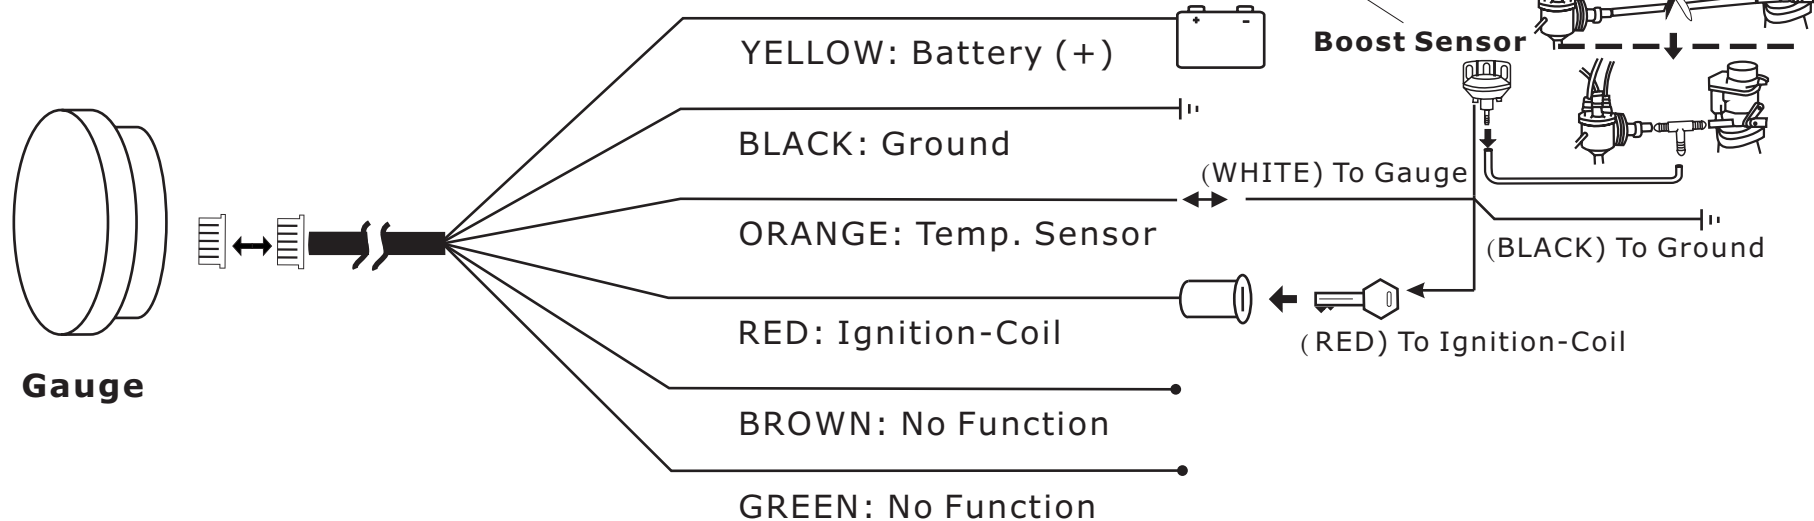 YELLOW: Battery (+)
+ -
Boost Sensor
BLACK: Ground
(WHITE) To Gauge
ORANGE: Temp. Sensor
(BLACK) To Ground
RED: Ignition-Coil
(RED) To Ignition-Coil
Gauge
BROWN: No Function
GREEN: No Function